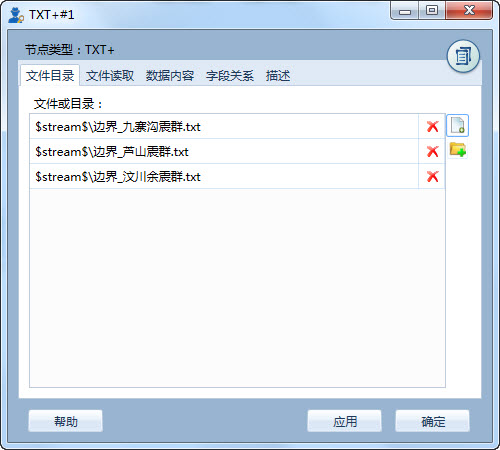 TXT+#1
节点类型：TXT+
文件目录 文件读取 数据内容 字段关系 描述
文件或目录：
$stream$\边界_九寨沟震群.txt
$stream$\边界_芦山震群.txt
$stream$\边界_汶川余震群.txt
帮助 应用 确定